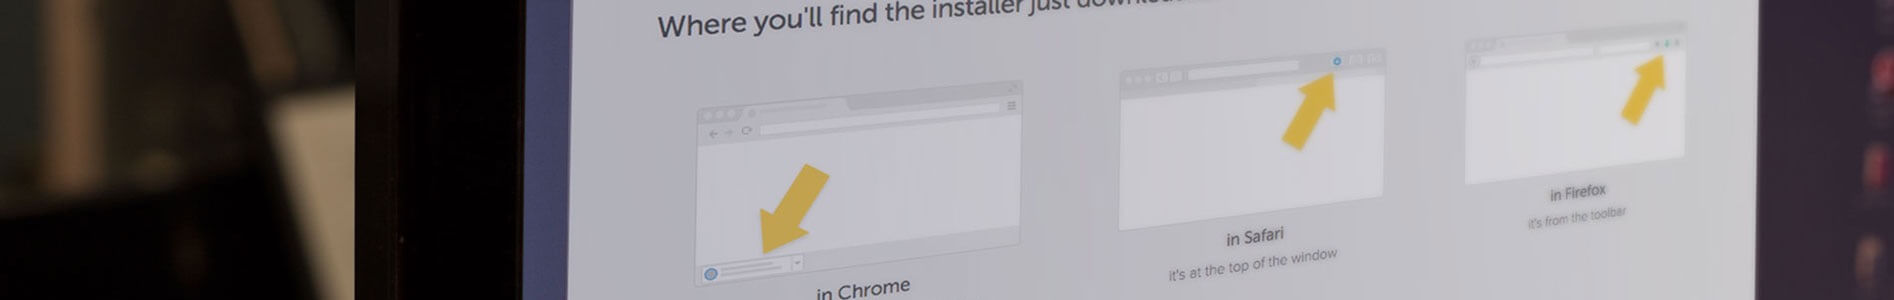 Where you'll find the installer just
in Chrome
in Safari
it's at the top of the window
in Firefox
it's from the toolbar